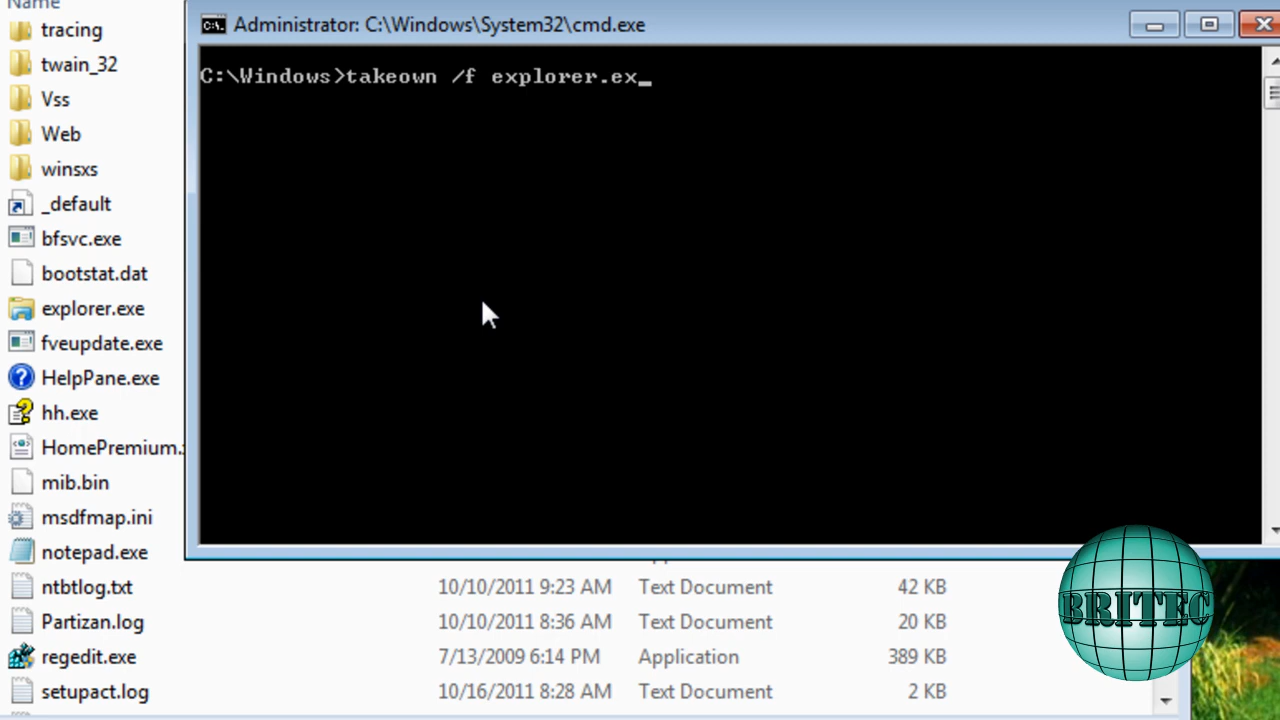 Name
tracing
twain_32
Vss
Web
winsxs
_default
bfsvc.exe
bootstat.dat
explorer.exe
fveupdate.exe
HelpPane.exe
hh.exe
HomePremium.
mib.bin
msdfmap.ini
notepad.exe
Administrator: C:\Windows\System32\cmd.exe
C:\Windows>takeown /f explorer.ex_
ntbtlog.txt 10/10/2011 9:23 AM Text Document 42 KB
Partizan.log 10/10/2011 8:36 AM Text Document 20 KB
regedit.exe 7/13/2009 6:14 PM Application 389 KB
setupact.log 10/16/2011 8:28 AM Text Document 2 KB
BRITEC